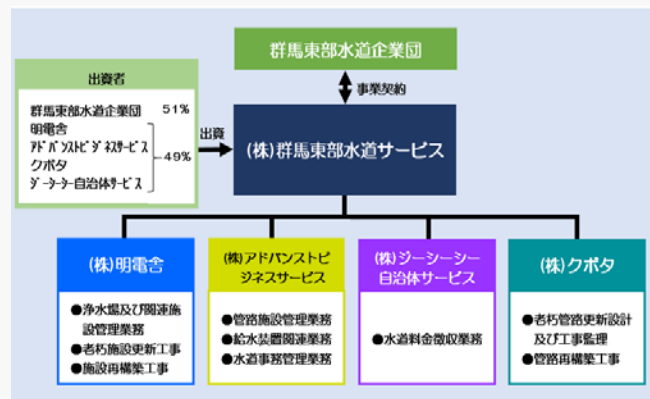 群馬東部水道企業団
出資者
群馬東部水道企業団 51%
明電舎
アドバンストビジネスサービス
クボタ
ジーシーシー自治体サービス
49%
出資
事業契約
(株)群馬東部水道サービス
(株)明電舎
●浄水場及び関連施
設管理業務
●老朽施設更新工事
●施設再構築工事
(株)アドバンストビ
ジネスサービス
●管路施設管理業務
●給水装置関連業務
●水道事務管理業務
(株)ジーシーシー
自治体サービス
●水道料金徴収業務
(株)クボタ
●老朽管路更新設計
及び工事監理
●管路再構築工事